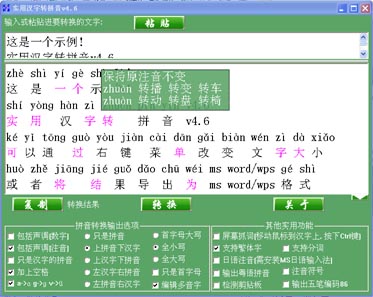 实用汉字转拼音v4.6
输入或粘贴进要转换的文字:
粘贴
这是一个示例!
实用汉字转拼音v4.6
zhè shì yí gè shì
这 是 一 个 示
保持原注音不变
zhuǎn 转播 转变 转车
zhuàn 转动 转盘 转椅
shí yòng hàn zì
实 用 汉 字 转 拼 音 v4.6
kě yǐ tōng guò yòu jiàn cài dān gǎi biàn wén zì dà xiǎo
可 以 通 过 右 键 菜 单 改 变 文 字 大 小
huò zhě jiāng jié guǒ dǎo chū wéi ms word/wps gé shì
或 者 将 结 果 导 出 为 ms word/wps 格 式
复制 转换结果 转换 关于
拼音转换输出选项
包括声调[数字] 只是拼音 首字母大写
包括声调[注音] 上拼音下汉字 全小写
只是汉字的拼音 上汉字下拼音 全大写
加上空格 左汉字右拼音 只是首字母
左拼音右汉字 编辑多音字
其他实用功能
屏幕抓词(移动鼠标到汉字上, 按下Ctrl键)
支持繁体字 支持分词
日语注音[需安装MS日语输入法]
输出粤语拼音 注音符号
检测剪贴板 输出五笔编码86